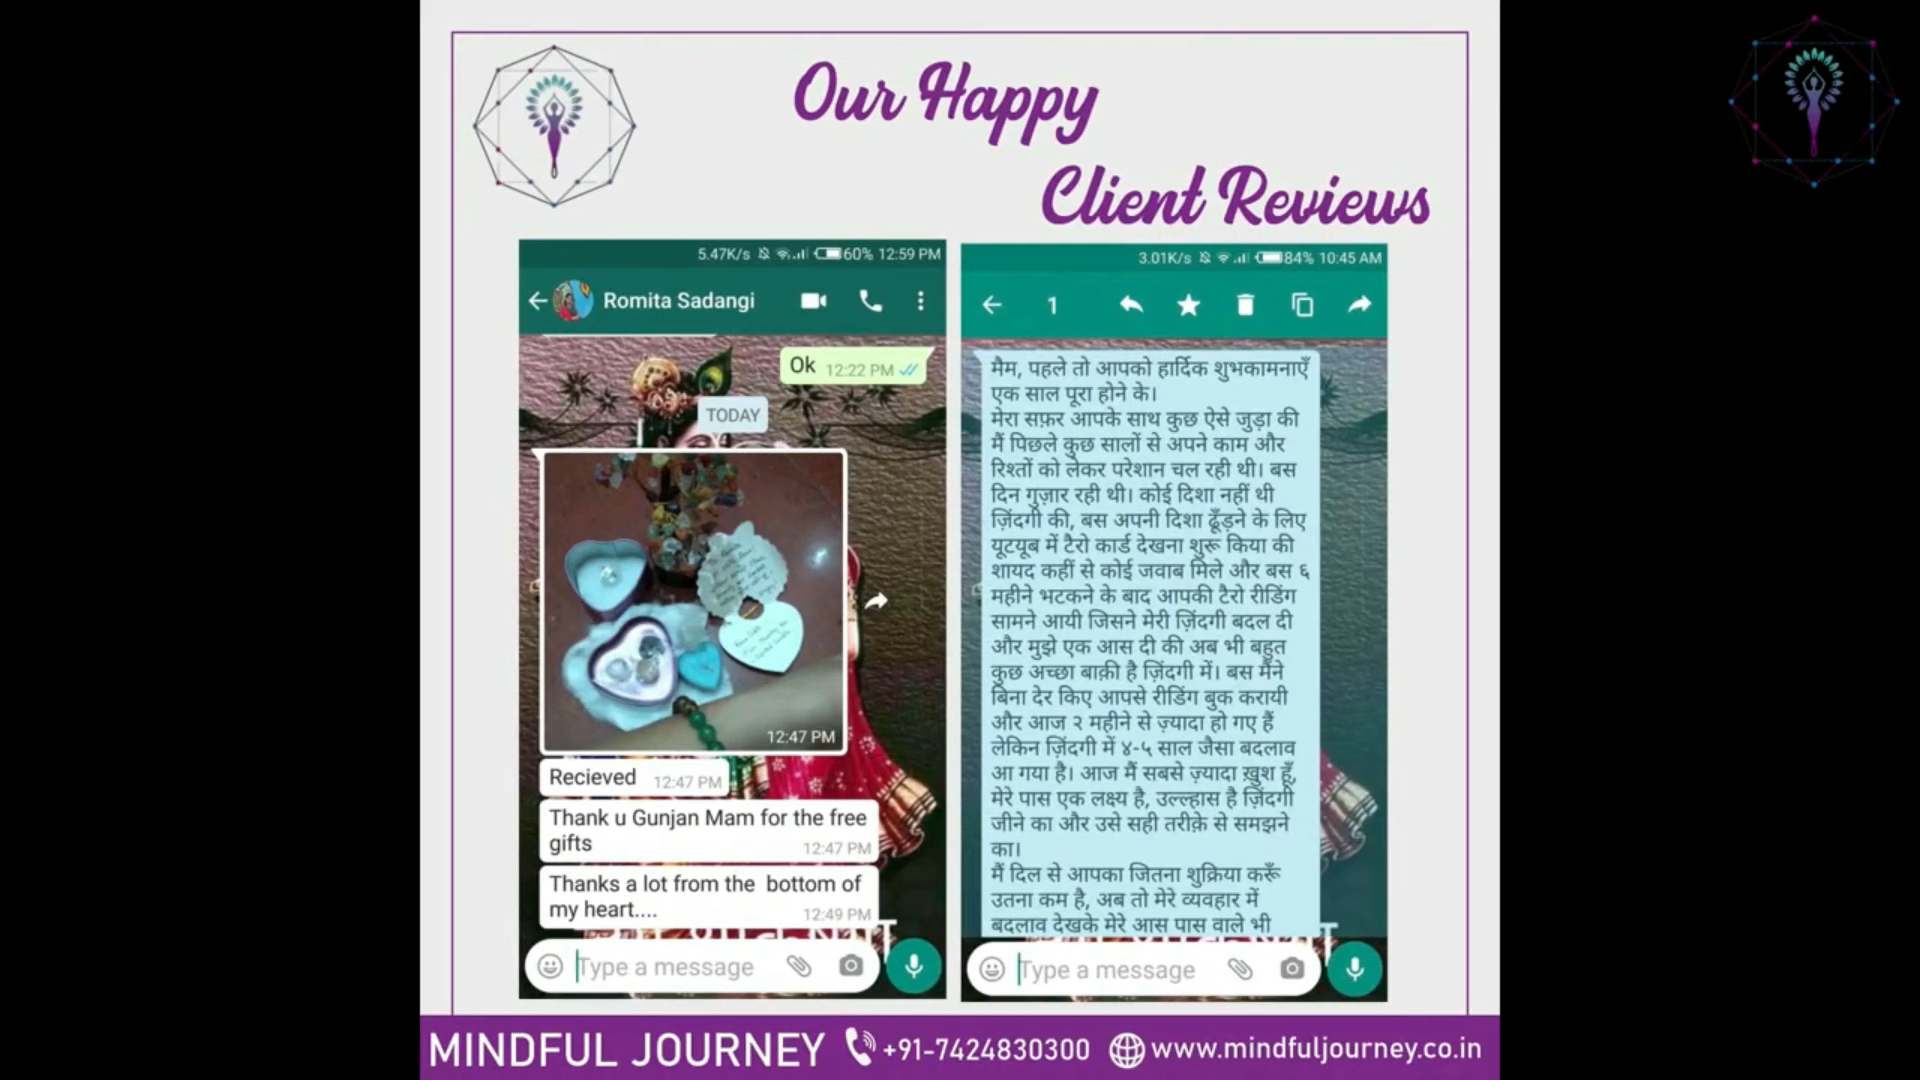 Our Happy
Client Reviews
5.47K/s 60% 12:59 PM
Romita Sadangi
Ok 12:22 PM
TODAY
12:47 PM
Recieved 12:47 PM
Thank u Gunjan Mam for the free
gifts 12:47 PM
Thanks a lot from the bottom of
my heart.... 12:49 PM
Type a message
3.01K/s 84% 10:45 AM
1
मैम, पहले तो आपको हार्दिक शुभकामनाएँ
एक साल पूरा होने के।
मेरा सफ़र आपके साथ कुछ ऐसे जुड़ा की
मैं पिछले कुछ सालों से अपने काम और
रिश्तों को लेकर परेशान चल रही थी। बस
दिन गुज़ार रही थी। कोई दिशा नहीं थी
ज़िंदगी की, बस अपनी दिशा ढूँड़ने के लिए
यूटयूब में टैरो कार्ड देखना शुरू किया की
शायद कहीं से कोई जवाब मिले और बस ६
महीने भटकने के बाद आपकी टैरो रीडिंग
सामने आयी जिसने मेरी ज़िंदगी बदल दी
और मुझे एक आस दी की अब भी बहुत
कुछ अच्छा बाक़ी है ज़िंदगी में। बस मैंने
बिना देर किए आपसे रीडिंग बुक करायी
और आज २ महीने से ज़्यादा हो गए हैं
लेकिन ज़िंदगी में ४-५ साल जैसा बदलाव
आ गया है। आज मैं सबसे ज़्यादा ख़ुश हूँ,
मेरे पास एक लक्ष्य है, उल्ल्हास है ज़िंदगी
जीने का और उसे सही तरीक़े से समझने
का।
मैं दिल से आपका जितना शुक्रिया करूँ
उतना कम है, अब तो मेरे व्यवहार में
बदलाव देखके मेरे आस पास वाले भी
Type a message
MINDFUL JOURNEY +91-7424830300 www.mindfuljourney.co.in